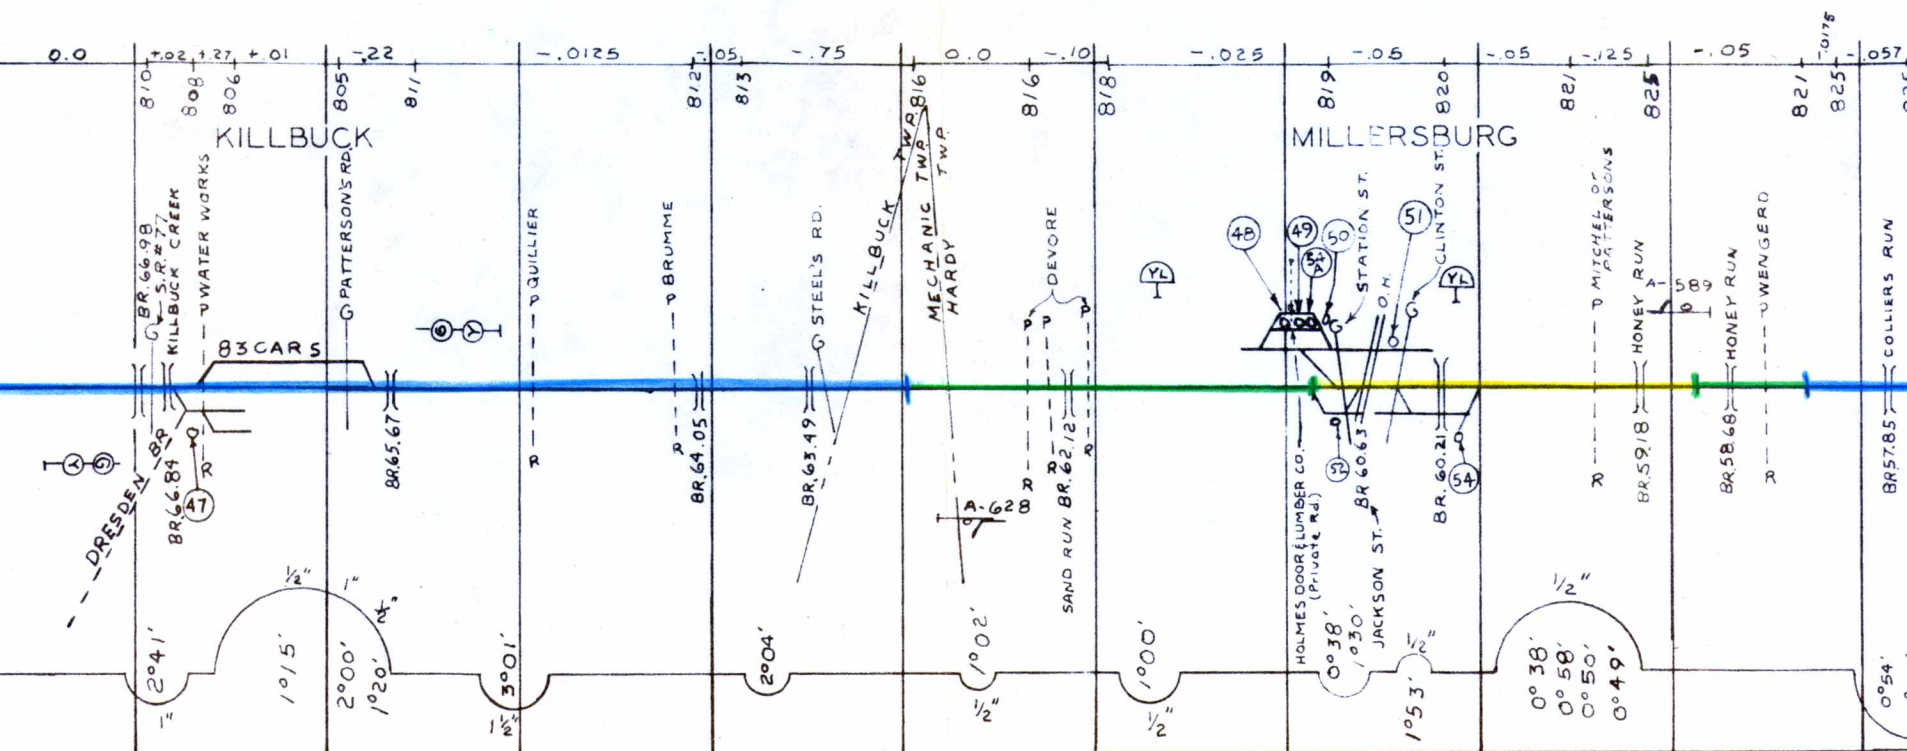 0.0 +.02 +.27 +.01 -.22 -.0125 -.05 -.75 0.0 -.10 -.025 -.05 -.05 -.125 -.05 -.0175 -.057
810 808 806 805 811 812 813 816 816 818 819 820 821 825 821 825
KILLBUCK
MILLERSBURG
BR. 66.98
G S.R.#77
KILLBUCK CREEK
P WATER WORKS
R
83 CARS
G PATTERSON'S RD.
G Y
Y G
DRESDEN BR.
BR. 66.84
47
BR. 65.67
P QUILLIER
R
P BRUMME
R
BR. 64.05
G STEEL'S RD.
BR. 63.49
KILLBUCK TWP.
MECHANIC TWP.
HARDY TWP.
A-628
DEVORE
P P P
R R R
SAND RUN BR. 62.12
YL
48
49
54 A
50
STATION ST.
G
O.H.
51
CLINTON ST.
G
YL
HOLMES DOOR & LUMBER CO.
(Private Rd.)
52
BR 60.63
JACKSON ST.
BR. 60.21
54
P MITCHEL OR
PATTERSONS
R
HONEY RUN
BR. 59.18
A-589
HONEY RUN
BR. 58.68
P WENGERD
R
COLLIERS RUN
BR 57.85
2°41'
1"
1/2"
1"
1°15'
2°00'
1°20'
3°01'
1 1/2"
2°04'
1°02'
1/2"
1°00'
1/2"
0°38'
1°30'
1/2"
1°53'
1/2"
0°38'
0°58'
0°50'
0°49'
0°54'